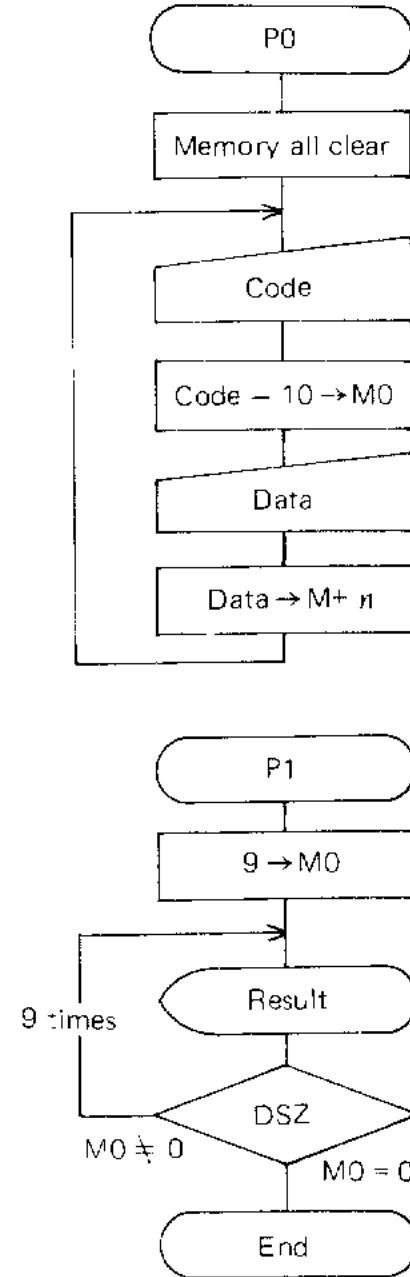 P0
Memory all clear
Code
Code − 10 → M0
Data
Data → M+ n
P1
9 → M0
Result
9 times
DSZ
M0 ≠ 0
M0 = 0
End